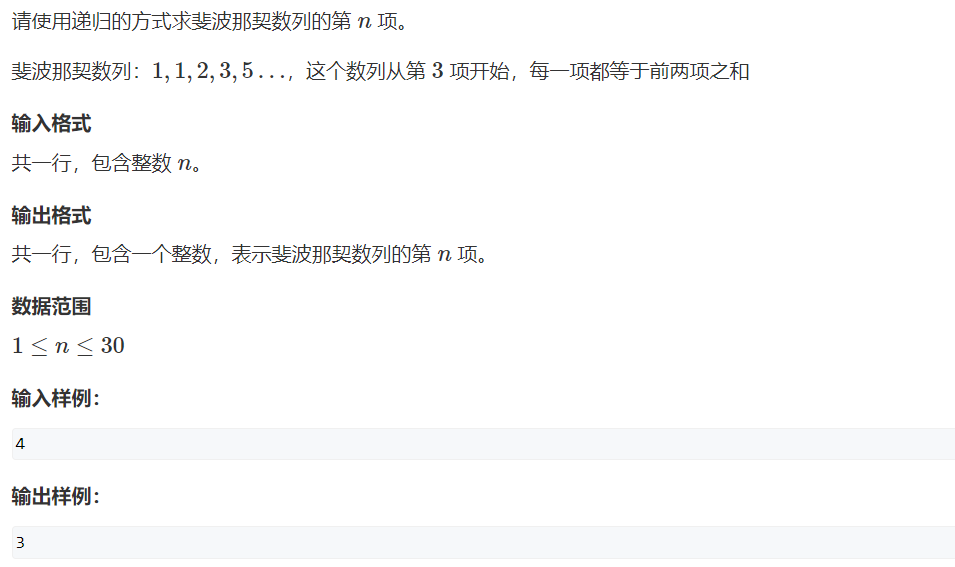 请使用递归的方式求斐波那契数列的第 n 项。
斐波那契数列：1, 1, 2, 3, 5 …，这个数列从第 3 项开始，每一项都等于前两项之和
输入格式
共一行，包含整数 n。
输出格式
共一行，包含一个整数，表示斐波那契数列的第 n 项。
数据范围
1 ≤ n ≤ 30
输入样例：
4
输出样例：
3